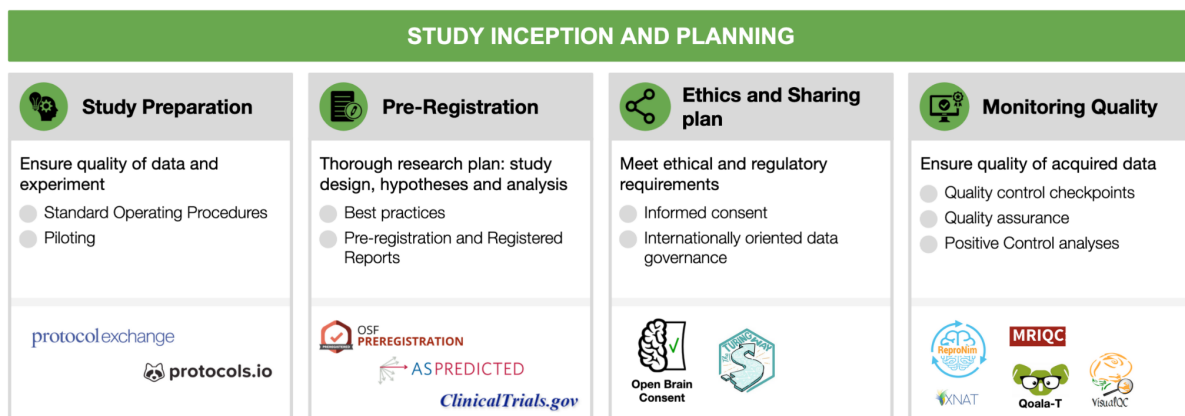 STUDY INCEPTION AND PLANNING
Study Preparation
Ensure quality of data and
experiment
Standard Operating Procedures
Piloting
protocol exchange
protocols.io
Pre-Registration
Thorough research plan: study
design, hypotheses and analysis
Best practices
Pre-registration and Registered
Reports
OSF
PREREGISTRATION
ASPREDICTED
ClinicalTrials.gov
Ethics and Sharing
plan
Meet ethical and regulatory
requirements
Informed consent
Internationally oriented data
governance
Open Brain
Consent
the TURING WAY
Monitoring Quality
Ensure quality of acquired data
Quality control checkpoints
Quality assurance
Positive Control analyses
ReproNim
MRIQC
XNAT
Qoala-T
VisualQC